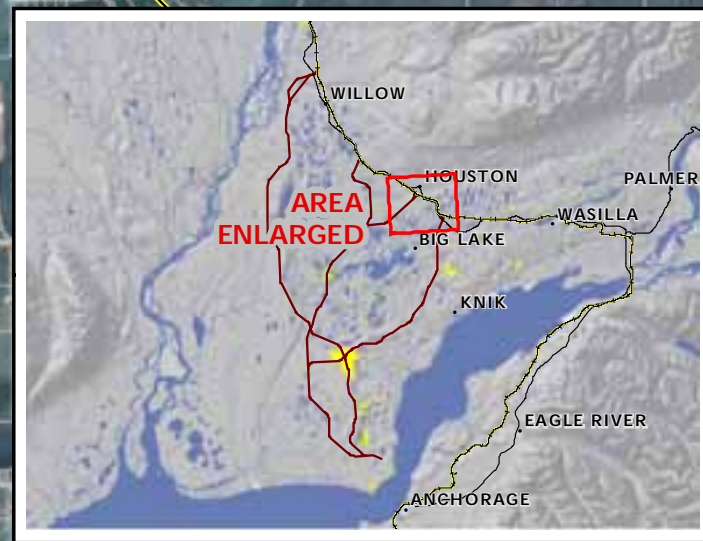 WILLOW
HOUSTON
PALMER
AREA
ENLARGED
WASILLA
BIG LAKE
KNIK
EAGLE RIVER
ANCHORAGE